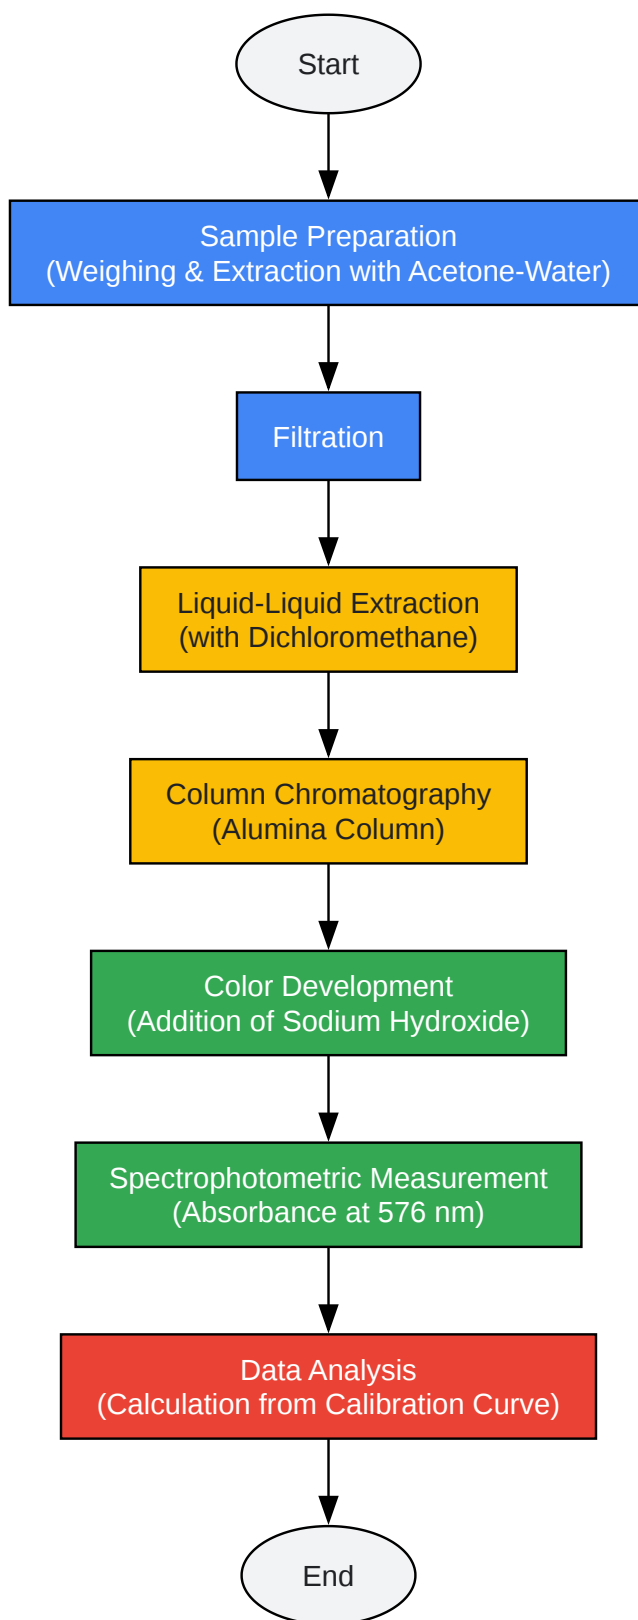 Start
Sample Preparation
(Weighing & Extraction with Acetone-Water)
Filtration
Liquid-Liquid Extraction
(with Dichloromethane)
Column Chromatography
(Alumina Column)
Color Development
(Addition of Sodium Hydroxide)
Spectrophotometric Measurement
(Absorbance at 576 nm)
Data Analysis
(Calculation from Calibration Curve)
End